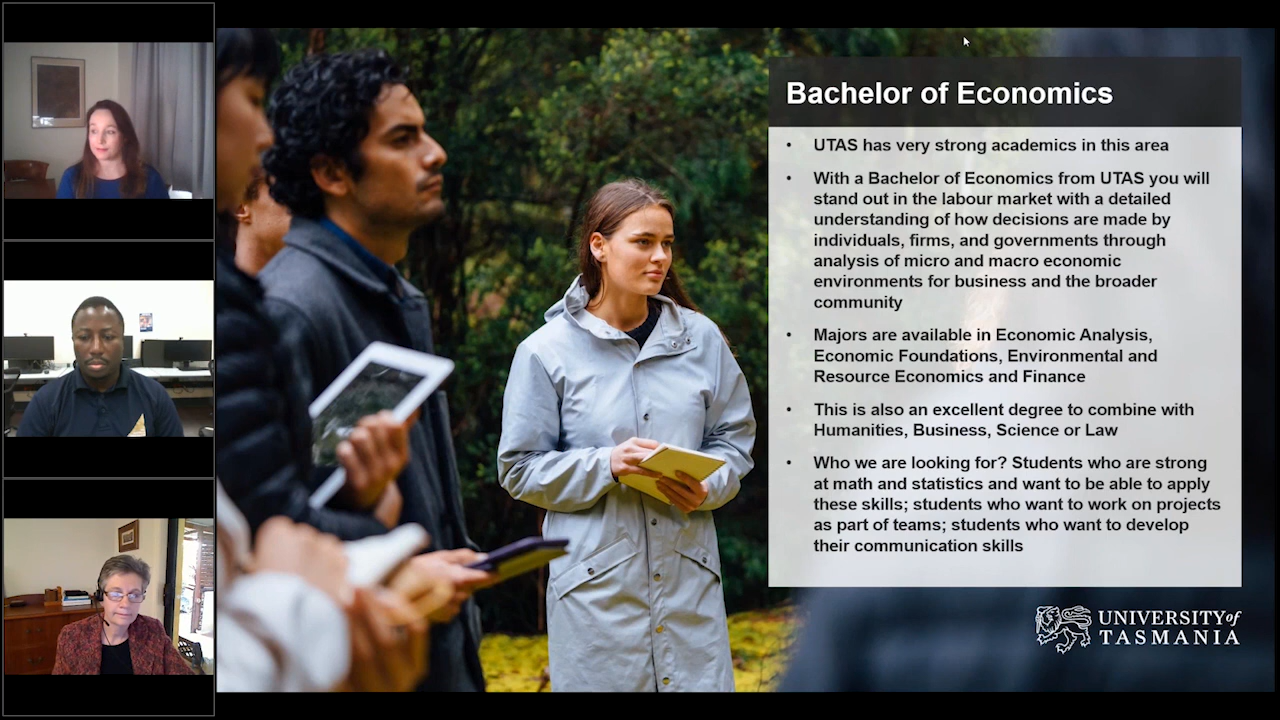 Bachelor of Economics
• UTAS has very strong academics in this area
• With a Bachelor of Economics from UTAS you will
stand out in the labour market with a detailed
understanding of how decisions are made by
individuals, firms, and governments through
analysis of micro and macro economic
environments for business and the broader
community
• Majors are available in Economic Analysis,
Economic Foundations, Environmental and
Resource Economics and Finance
• This is also an excellent degree to combine with
Humanities, Business, Science or Law
• Who we are looking for? Students who are strong
at math and statistics and want to be able to apply
these skills; students who want to work on projects
as part of teams; students who want to develop
their communication skills
UNIVERSITY of
TASMANIA